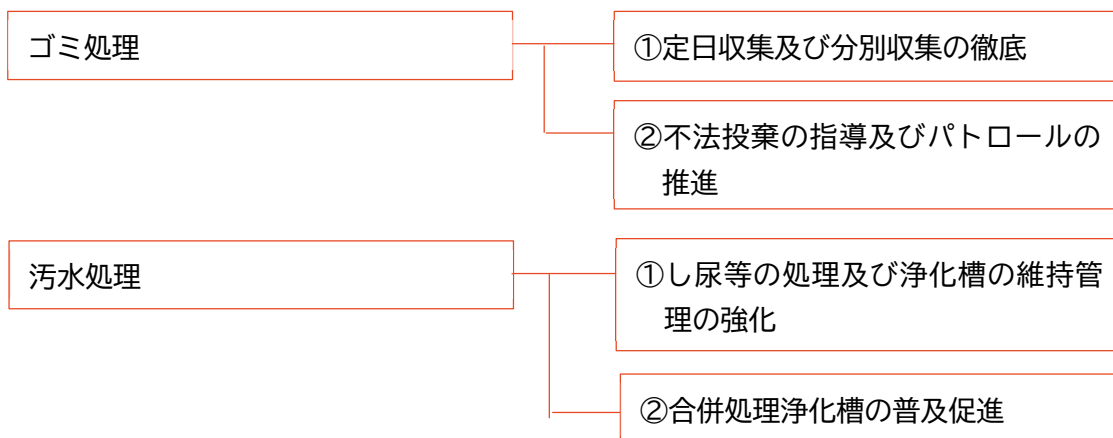 ゴミ処理
①定日収集及び分別収集の徹底
②不法投棄の指導及びパトロールの
推進
汚水処理
①し尿等の処理及び浄化槽の維持管
理の強化
②合併処理浄化槽の普及促進